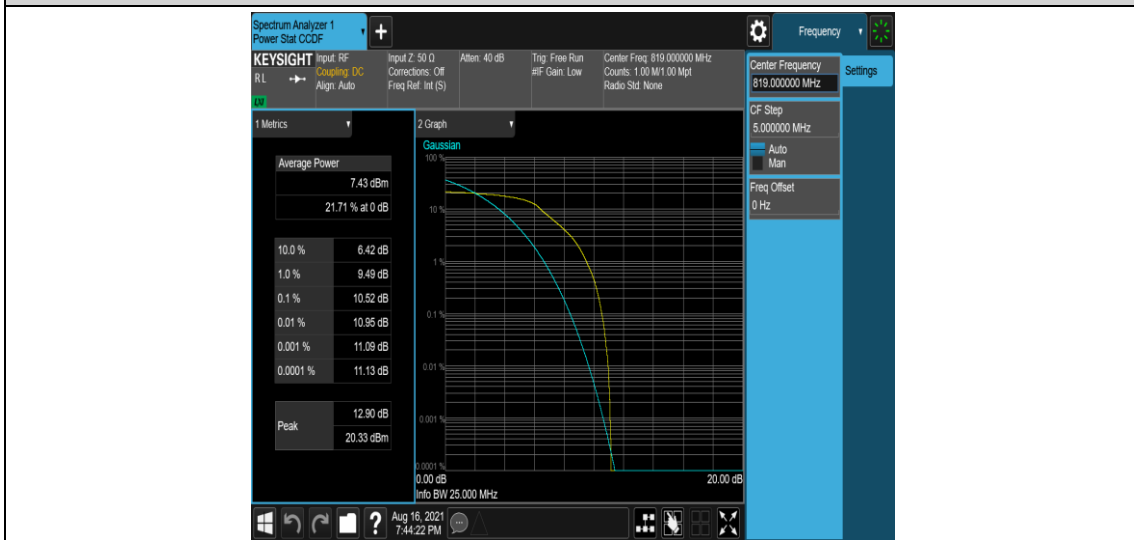 Spectrum Analyzer 1
Power Stat CCDF
Frequency
KEYSIGHT
RL
Input: RF
Coupling: DC
Align: Auto
Input Z: 50 Ω
Corrections: Off
Freq Ref: Int (S)
Atten: 40 dB
Trig: Free Run
#IF Gain: Low
Center Freq: 819.000000 MHz
Counts: 1.00 M/1.00 Mpt
Radio Std: None
Center Frequency
819.000000 MHz
Settings
CF Step
5.000000 MHz
Auto
Man
Freq Offset
0 Hz
1 Metrics
Average Power
7.43 dBm
21.71 % at 0 dB
10.0 % 6.42 dB
1.0 % 9.49 dB
0.1 % 10.52 dB
0.01 % 10.95 dB
0.001 % 11.09 dB
0.0001 % 11.13 dB
Peak
12.90 dB
20.33 dBm
2 Graph
Gaussian
100 %
10 %
1 %
0.1 %
0.01 %
0.001 %
0.0001 %
0.00 dB 20.00 dB
Info BW 25.000 MHz
Aug 16, 2021
7:44:22 PM